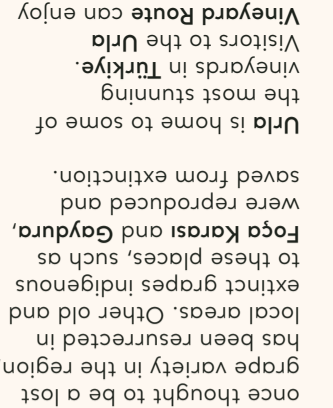 once thought to be a lost
grape variety in the region,
has been resurrected in
local areas. Other old and
extinct grapes indigenous
to these places, such as
Foça Karası and Gaydura,
were reproduced and
saved from extinction.
Urla is home to some of
the most stunning
vineyards in Türkiye.
Visitors to the Urla
Vineyard Route can enjoy